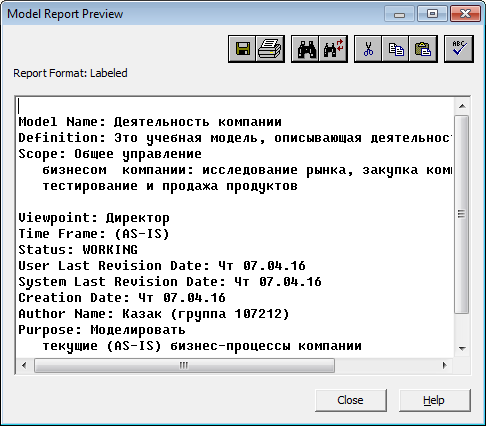 Model Report Preview
ABC
Report Format: Labeled
Model Name: Деятельность компании
Definition: Это учебная модель, описывающая
Scope: Общее управление
бизнесом компании: исследование рынка, закупка
тестирование и продажа продуктов
Viewpoint: Директор
Time Frame: (AS-IS)
Status: WORKING
User Last Revision Date: Чт 07.04.16
System Last Revision Date: Чт 07.04.16
Creation Date: Чт 07.04.16
Author Name: Казак (группа 107212)
Purpose: Моделировать
текущие (AS-IS) бизнес-процессы компании
Close
Help